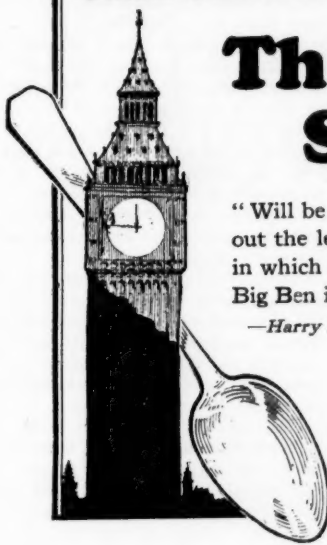 Th
S
“ Will be
out the le
in which
Big Ben i
—Harry